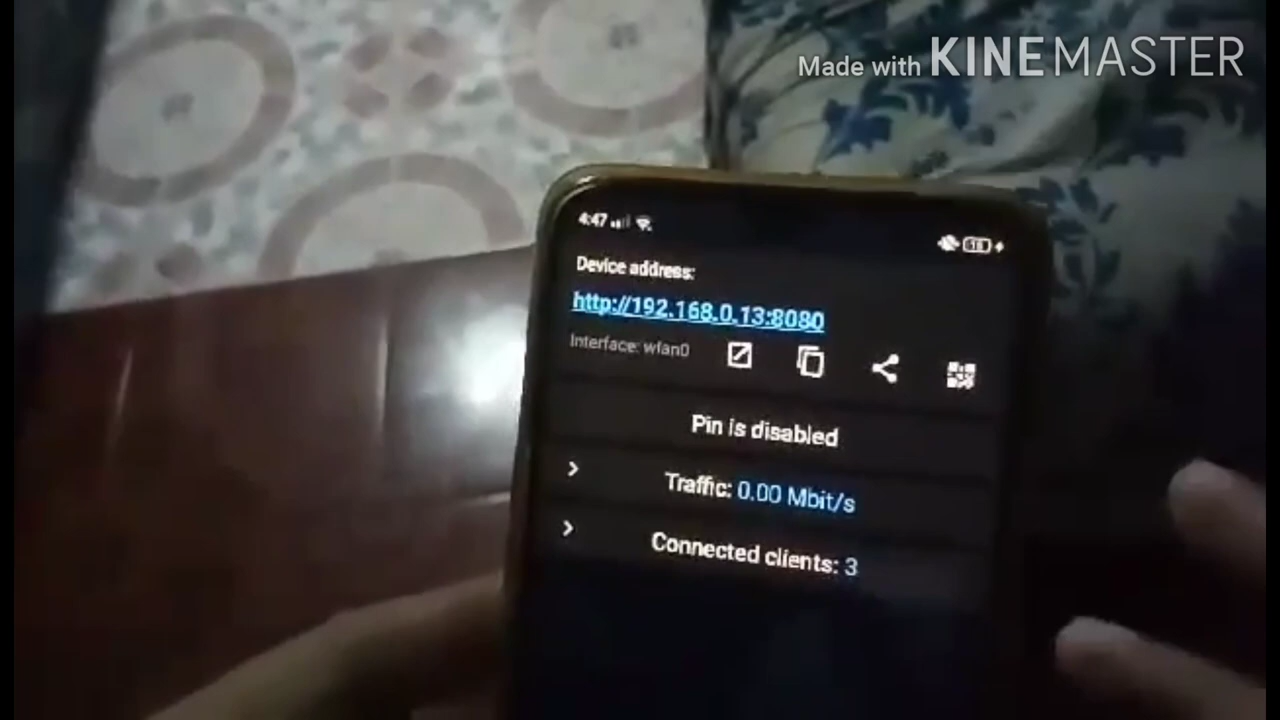 Made with KINEMASTER
4:47
18
Device address:
http://192.168.0.13:8080
Interface: wlan0
Pin is disabled
Traffic: 0.00 Mbit/s
Connected clients: 3